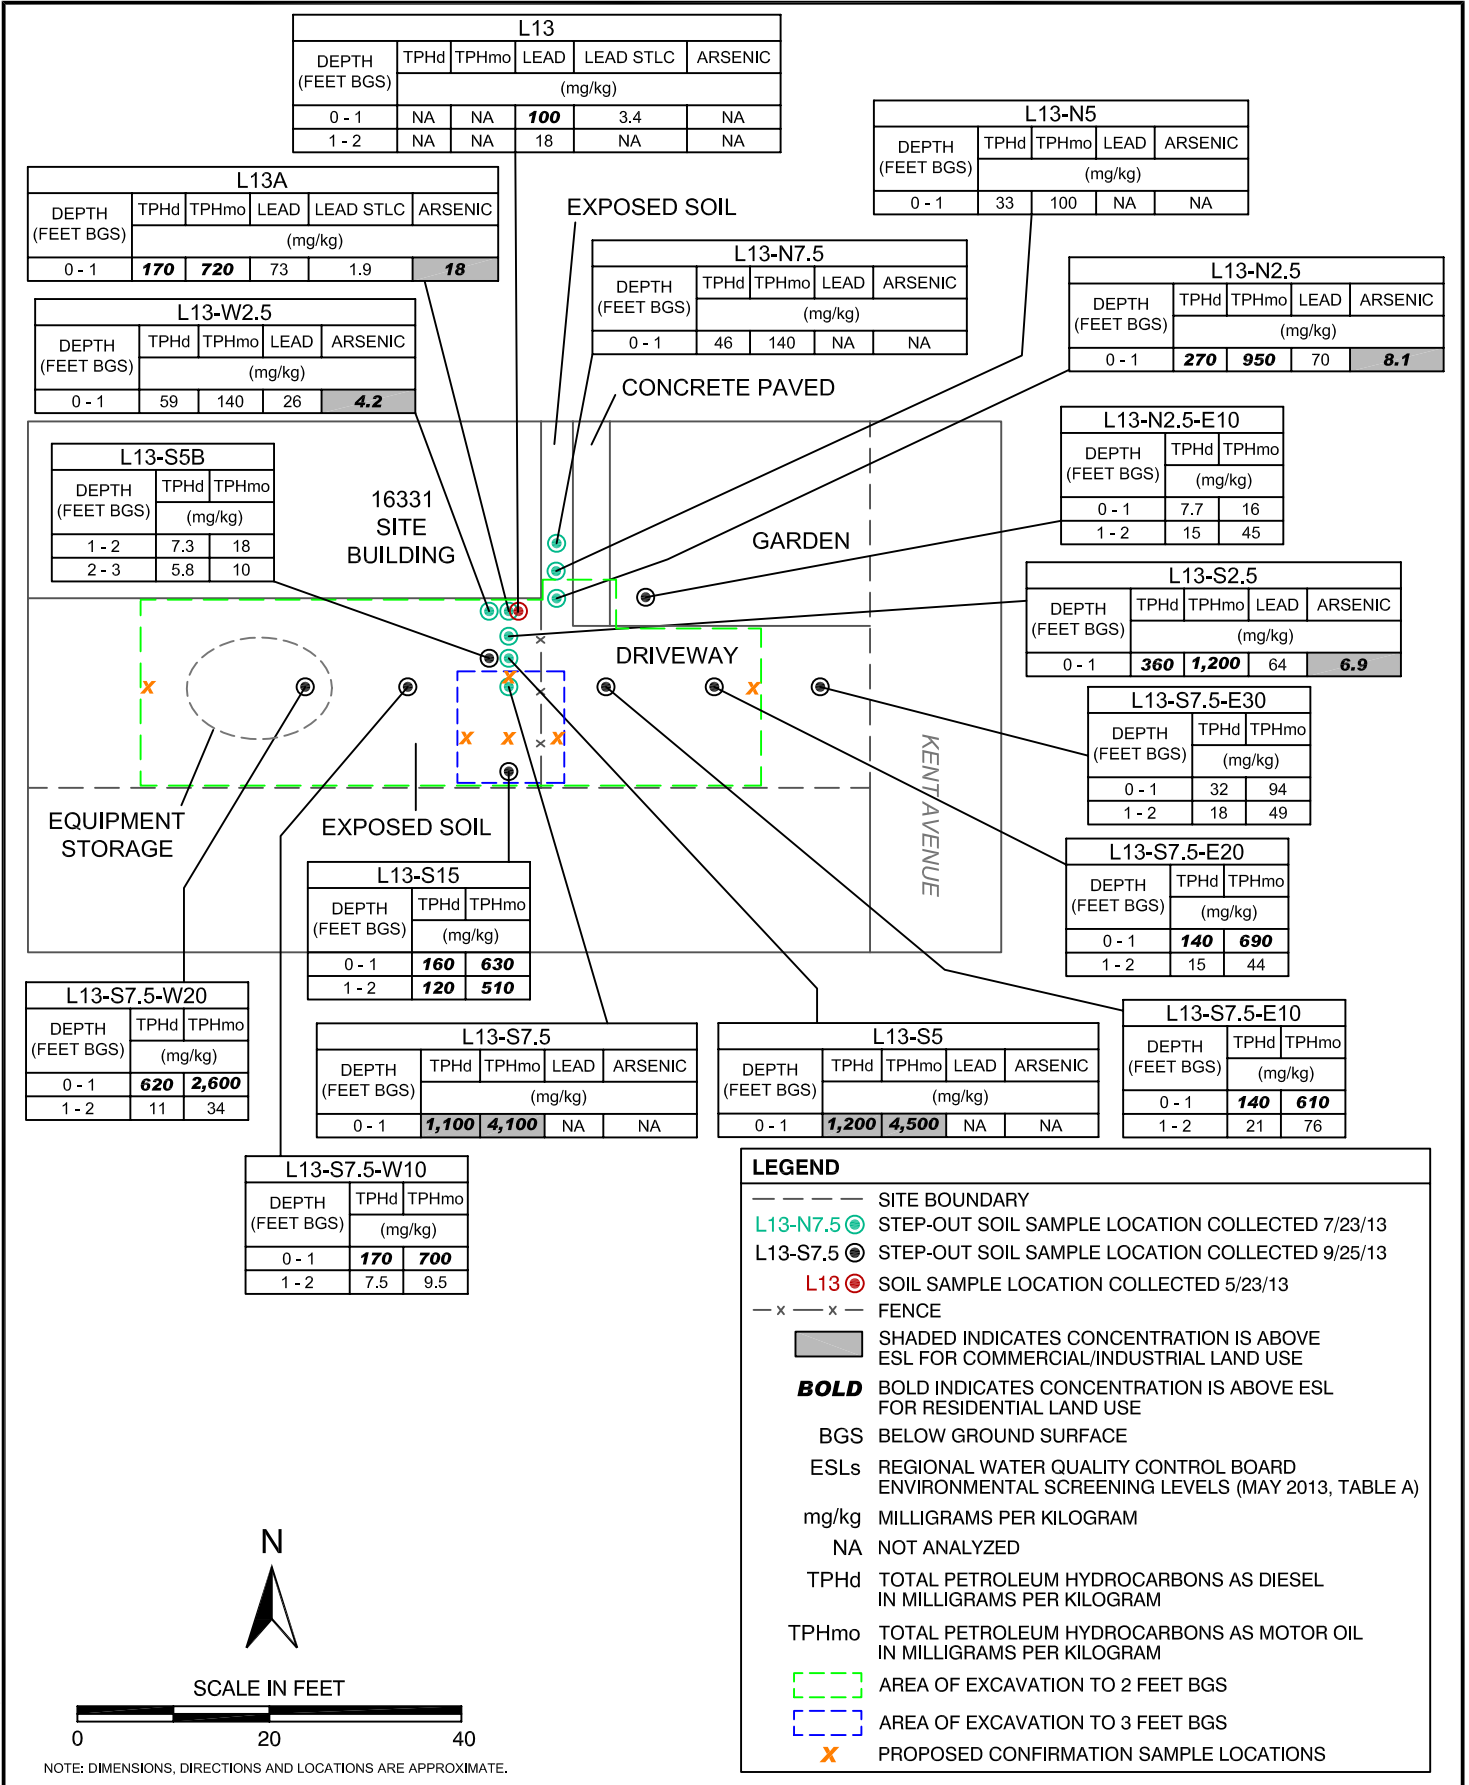 L13
DEPTH (FEET BGS) TPHd TPHmo LEAD LEAD STLC ARSENIC
(mg/kg)
0 - 1 NA NA 100 3.4 NA
1 - 2 NA NA 18 NA NA
L13-N5
DEPTH (FEET BGS) TPHd TPHmo LEAD ARSENIC
(mg/kg)
0 - 1 33 100 NA NA
L13A
DEPTH (FEET BGS) TPHd TPHmo LEAD LEAD STLC ARSENIC
(mg/kg)
0 - 1 170 720 73 1.9 18
EXPOSED SOIL
L13-N7.5
DEPTH (FEET BGS) TPHd TPHmo LEAD ARSENIC
(mg/kg)
0 - 1 46 140 NA NA
L13-N2.5
DEPTH (FEET BGS) TPHd TPHmo LEAD ARSENIC
(mg/kg)
0 - 1 270 950 70 8.1
L13-W2.5
DEPTH (FEET BGS) TPHd TPHmo LEAD ARSENIC
(mg/kg)
0 - 1 59 140 26 4.2
CONCRETE PAVED
L13-N2.5-E10
DEPTH (FEET BGS) TPHd TPHmo
(mg/kg)
0 - 1 7.7 16
1 - 2 15 45
L13-S5B
DEPTH (FEET BGS) TPHd TPHmo
(mg/kg)
1 - 2 7.3 18
2 - 3 5.8 10
16331
SITE
BUILDING
GARDEN
L13-S2.5
DEPTH (FEET BGS) TPHd TPHmo LEAD ARSENIC
(mg/kg)
0 - 1 360 1,200 64 6.9
x
DRIVEWAY
X X x X
X X x X
L13-S7.5-E30
DEPTH (FEET BGS) TPHd TPHmo
(mg/kg)
0 - 1 32 94
1 - 2 18 49
KENT AVENUE
EQUIPMENT
STORAGE
EXPOSED SOIL
L13-S7.5-E20
DEPTH (FEET BGS) TPHd TPHmo
(mg/kg)
0 - 1 140 690
1 - 2 15 44
L13-S15
DEPTH (FEET BGS) TPHd TPHmo
(mg/kg)
0 - 1 160 630
1 - 2 120 510
L13-S7.5-W20
DEPTH (FEET BGS) TPHd TPHmo
(mg/kg)
0 - 1 620 2,600
1 - 2 11 34
L13-S7.5
DEPTH (FEET BGS) TPHd TPHmo LEAD ARSENIC
(mg/kg)
0 - 1 1,100 4,100 NA NA
L13-S5
DEPTH (FEET BGS) TPHd TPHmo LEAD ARSENIC
(mg/kg)
0 - 1 1,200 4,500 NA NA
L13-S7.5-E10
DEPTH (FEET BGS) TPHd TPHmo
(mg/kg)
0 - 1 140 610
1 - 2 21 76
L13-S7.5-W10
DEPTH (FEET BGS) TPHd TPHmo
(mg/kg)
0 - 1 170 700
1 - 2 7.5 9.5
LEGEND
SITE BOUNDARY
L13-N7.5 STEP-OUT SOIL SAMPLE LOCATION COLLECTED 7/23/13
L13-S7.5 STEP-OUT SOIL SAMPLE LOCATION COLLECTED 9/25/13
L13 SOIL SAMPLE LOCATION COLLECTED 5/23/13
x x FENCE
SHADED INDICATES CONCENTRATION IS ABOVE
ESL FOR COMMERCIAL/INDUSTRIAL LAND USE
BOLD BOLD INDICATES CONCENTRATION IS ABOVE ESL
FOR RESIDENTIAL LAND USE
BGS BELOW GROUND SURFACE
ESLs REGIONAL WATER QUALITY CONTROL BOARD
ENVIRONMENTAL SCREENING LEVELS (MAY 2013, TABLE A)
mg/kg MILLIGRAMS PER KILOGRAM
NA NOT ANALYZED
TPHd TOTAL PETROLEUM HYDROCARBONS AS DIESEL
IN MILLIGRAMS PER KILOGRAM
TPHmo TOTAL PETROLEUM HYDROCARBONS AS MOTOR OIL
IN MILLIGRAMS PER KILOGRAM
AREA OF EXCAVATION TO 2 FEET BGS
AREA OF EXCAVATION TO 3 FEET BGS
X PROPOSED CONFIRMATION SAMPLE LOCATIONS
N
SCALE IN FEET
0 20 40
NOTE: DIMENSIONS, DIRECTIONS AND LOCATIONS ARE APPROXIMATE.